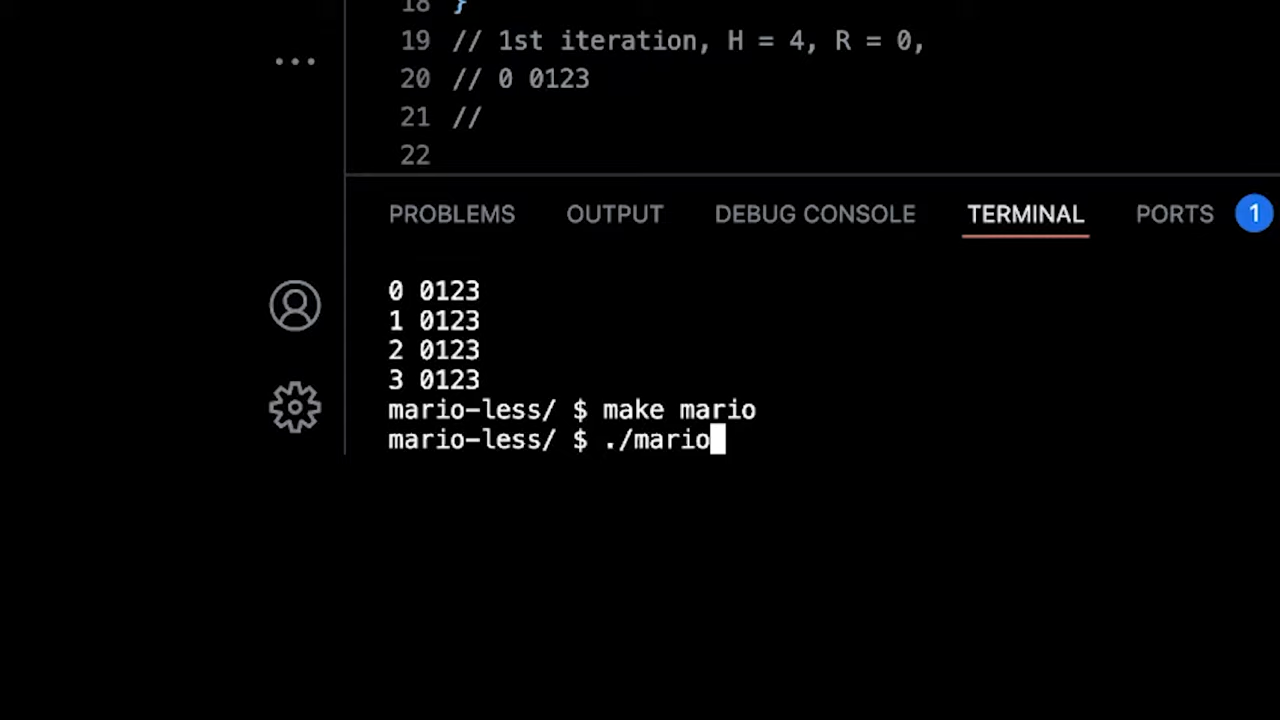 18 }
19 // 1st iteration, H = 4, R = 0,
20 // 0 0123
21 //
22
PROBLEMS OUTPUT DEBUG CONSOLE TERMINAL PORTS 1
0 0123
1 0123
2 0123
3 0123
mario-less/ $ make mario
mario-less/ $ ./mario